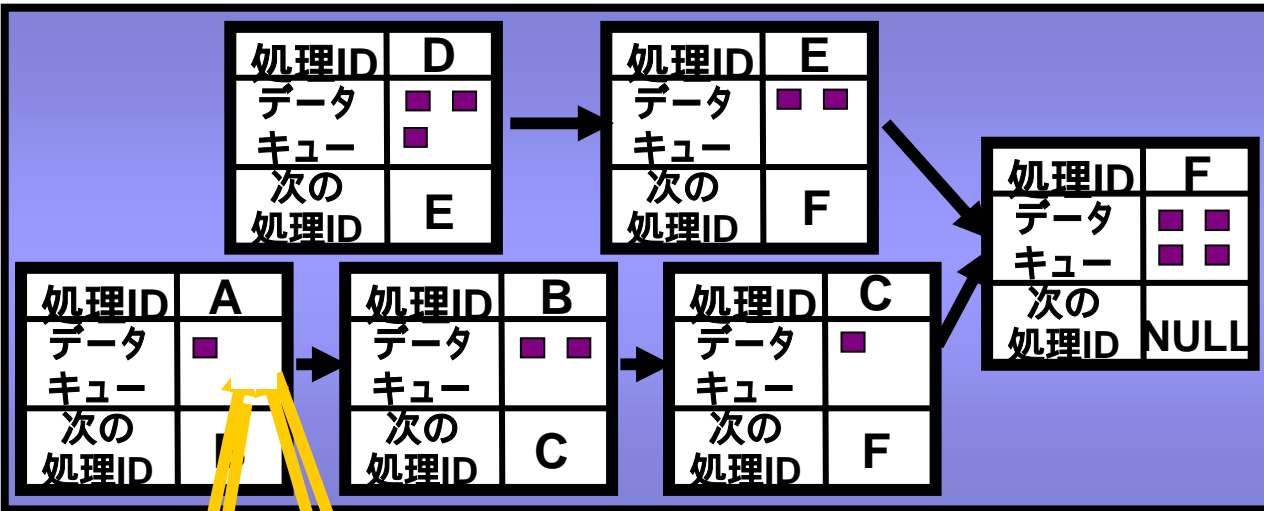 処理ID D
データ
キュー
次の
処理ID E
処理ID E
データ
キュー
次の
処理ID F
処理ID F
データ
キュー
次の
処理ID NULL
処理ID A
データ
キュー
次の
処理ID
処理ID B
データ
キュー
次の
処理ID C
処理ID C
データ
キュー
次の
処理ID F